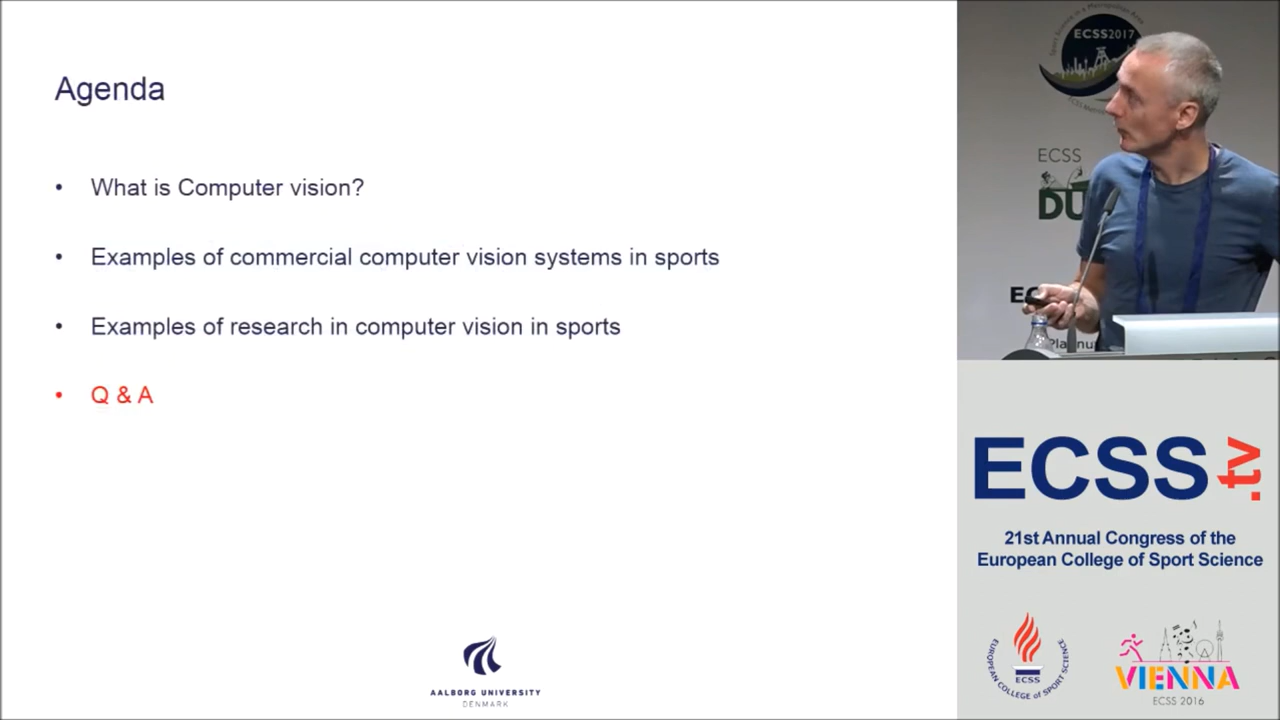 Agenda
• What is Computer vision?
• Examples of commercial computer vision systems in sports
• Examples of research in computer vision in sports
• Q & A
AALBORG UNIVERSITY
DENMARK
ECSS2017
ECSS
DU
EC
ECSS.tv
21st Annual Congress of the
European College of Sport Science
EUROPEAN COLLEGE OF SPORT SCIENCE
ECSS
VIENNA
ECSS 2016